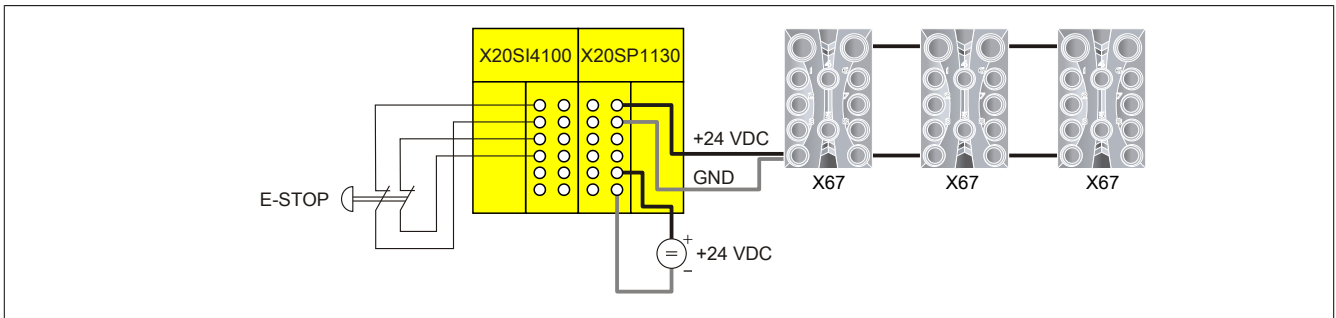 X20SI4100 X20SP1130
+24 VDC
GND
X67 X67 X67
E-STOP
+
+24 VDC
−